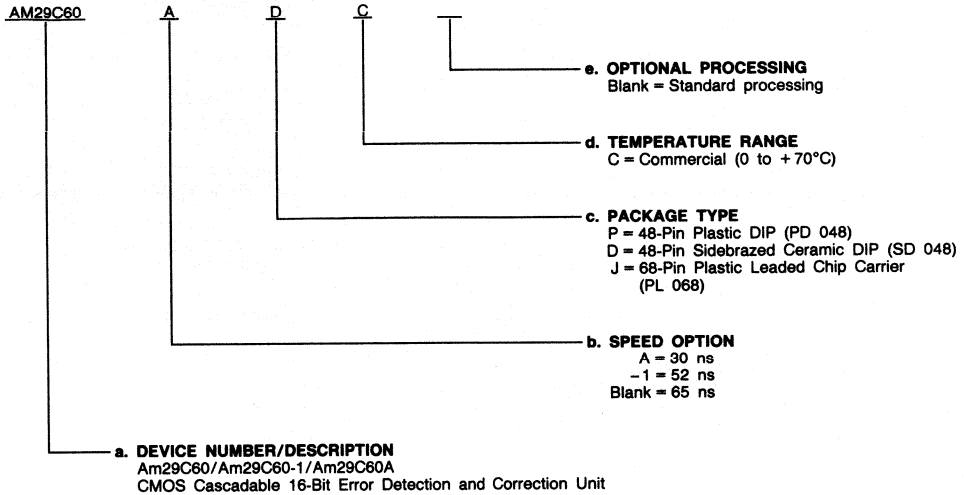 AM29C60 A D C
e. OPTIONAL PROCESSING
Blank = Standard processing
d. TEMPERATURE RANGE
C = Commercial (0 to +70°C)
c. PACKAGE TYPE
P = 48-Pin Plastic DIP (PD 048)
D = 48-Pin Sidebrazed Ceramic DIP (SD 048)
J = 68-Pin Plastic Leaded Chip Carrier
(PL 068)
b. SPEED OPTION
A = 30 ns
-1 = 52 ns
Blank = 65 ns
a. DEVICE NUMBER/DESCRIPTION
Am29C60/Am29C60-1/Am29C60A
CMOS Cascadable 16-Bit Error Detection and Correction Unit